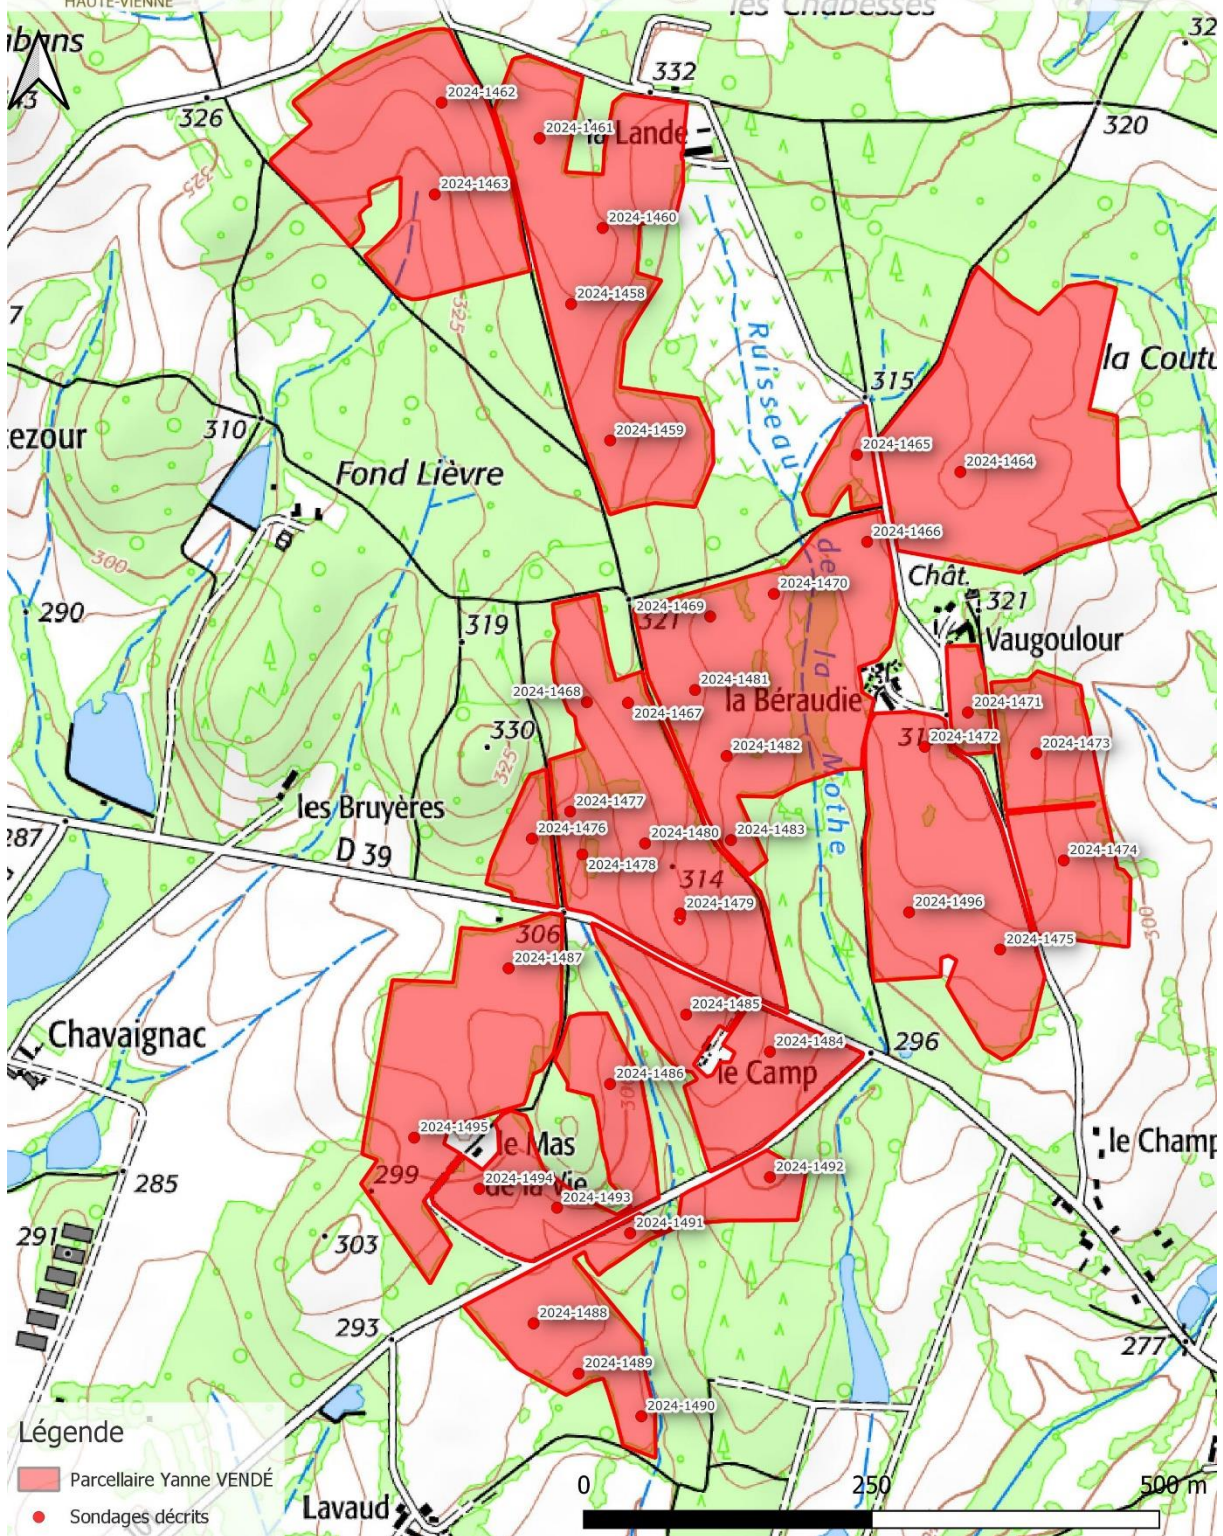 HAUTE-VIENNE
les Chabesses
332
2024-1462
326
2024-1461
la Lande
320
325
2024-1463
2024-1460
2024-1458
325
Ruisseau
315
310
2024-1459
2024-1465
2024-1464
Fond Lièvre
2024-1466
300
de
Chât.
290
2024-1470
321
319
2024-1469
321
Vaugoulour
la
2024-1481
2024-1468
la Béraudie
2024-1467
2024-1471
330
325
2024-1472
2024-1482
2024-1473
Mothe
les Bruyères
2024-1477
2024-1476
2024-1480
2024-1483
287
D 39
2024-1478
2024-1474
314
2024-1479
2024-1496
306
2024-1475
300
2024-1487
2024-1485
Chavaignac
296
2024-1484
le Camp
2024-1486
300
2024-1495
le Mas
285
2024-1492
299
2024-1494
de la Vie
2024-1493
2024-1491
291
303
2024-1488
293
277
2024-1489
2024-1490
Légende
Parcellaire Yanne VENDÉ
Sondages décrits
Lavaud
0 250 500 m